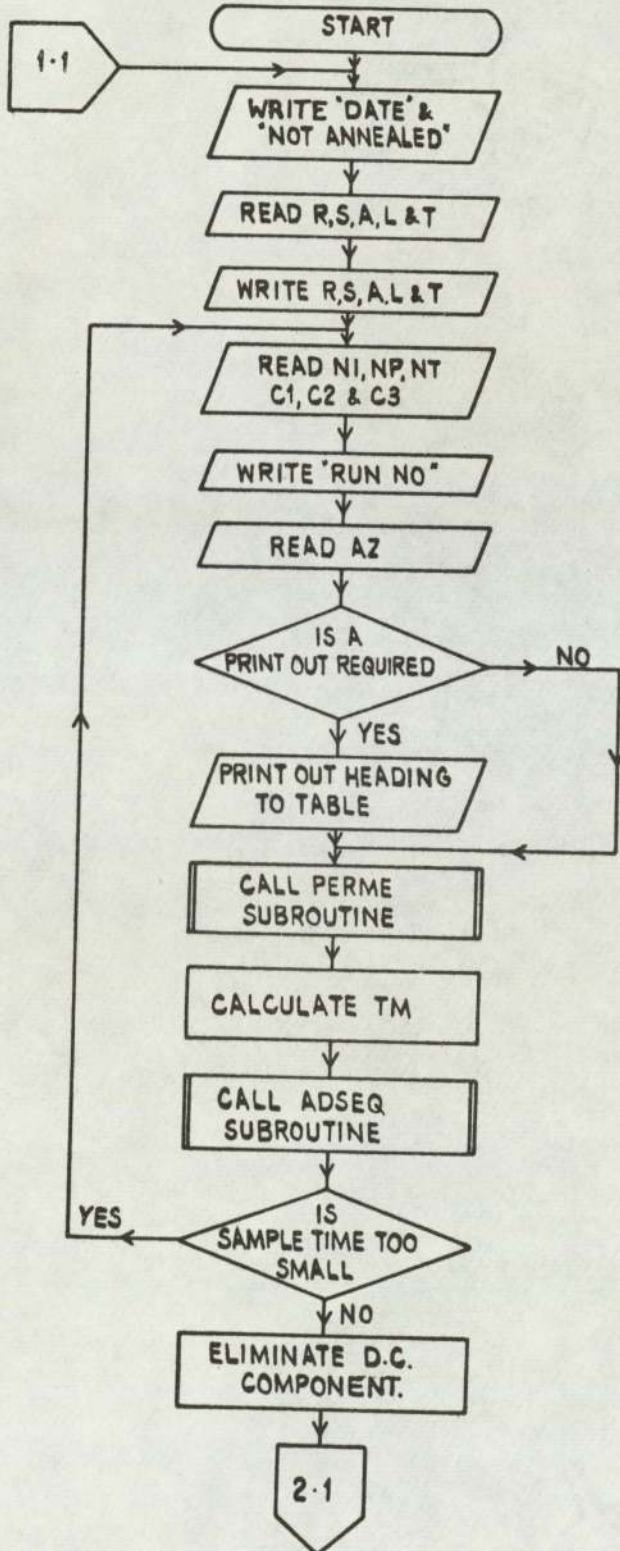 START
1·1
WRITE "DATE" &
"NOT ANNEALED"
READ R,S,A,L & T
WRITE R,S,A.L & T
READ N1,NP,NT
C1, C2 & C3
WRITE "RUN NO"
READ AZ
IS A
PRINT OUT REQUIRED
NO
YES
PRINT OUT HEADING
TO TABLE
CALL PERME
SUBROUTINE
CALCULATE TM
CALL ADSEQ
SUBROUTINE
YES
IS
SAMPLE TIME TOO
SMALL
NO
ELIMINATE D.C.
COMPONENT.
2·1